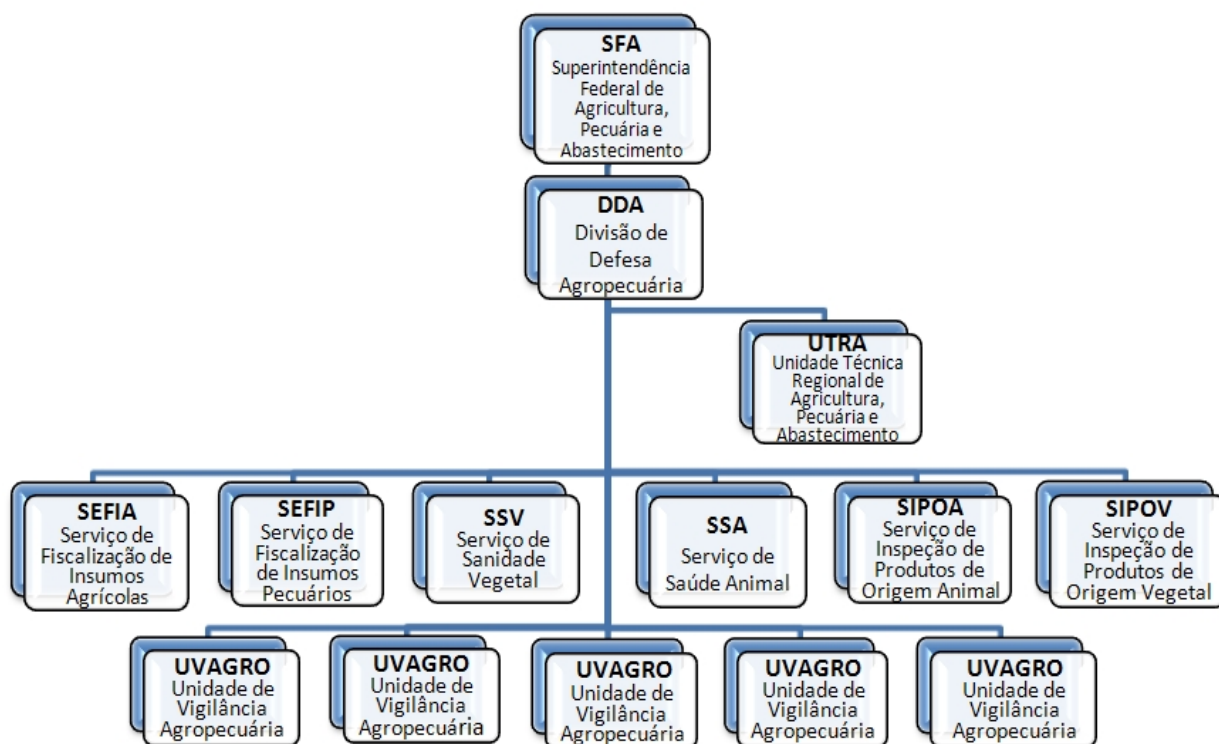 SFA
Superintendência
Federal de
Agricultura,
Pecuária e
Abastecimento
DDA
Divisão de
Defesa
Agropecuária
UTRA
Unidade Técnica
Regional de
Agricultura,
Pecuária e
Abastecimento
SEFIA
Serviço de
Fiscalização de
Insumos
Agrícolas
SEFIP
Serviço de
Fiscalização
de Insumos
Pecuários
SSV
Serviço de
Sanidade
Vegetal
SSA
Serviço de
Saúde Animal
SIPOA
Serviço de
Inspeção de
Produtos de
Origem Animal
SIPOV
Serviço de
Inspeção de
Produtos de
Origem Vegetal
UVAGRO
Unidade de
Vigilância
Agropecuária
UVAGRO
Unidade de
Vigilância
Agropecuária
UVAGRO
Unidade de
Vigilância
Agropecuária
UVAGRO
Unidade de
Vigilância
Agropecuária
UVAGRO
Unidade de
Vigilância
Agropecuária